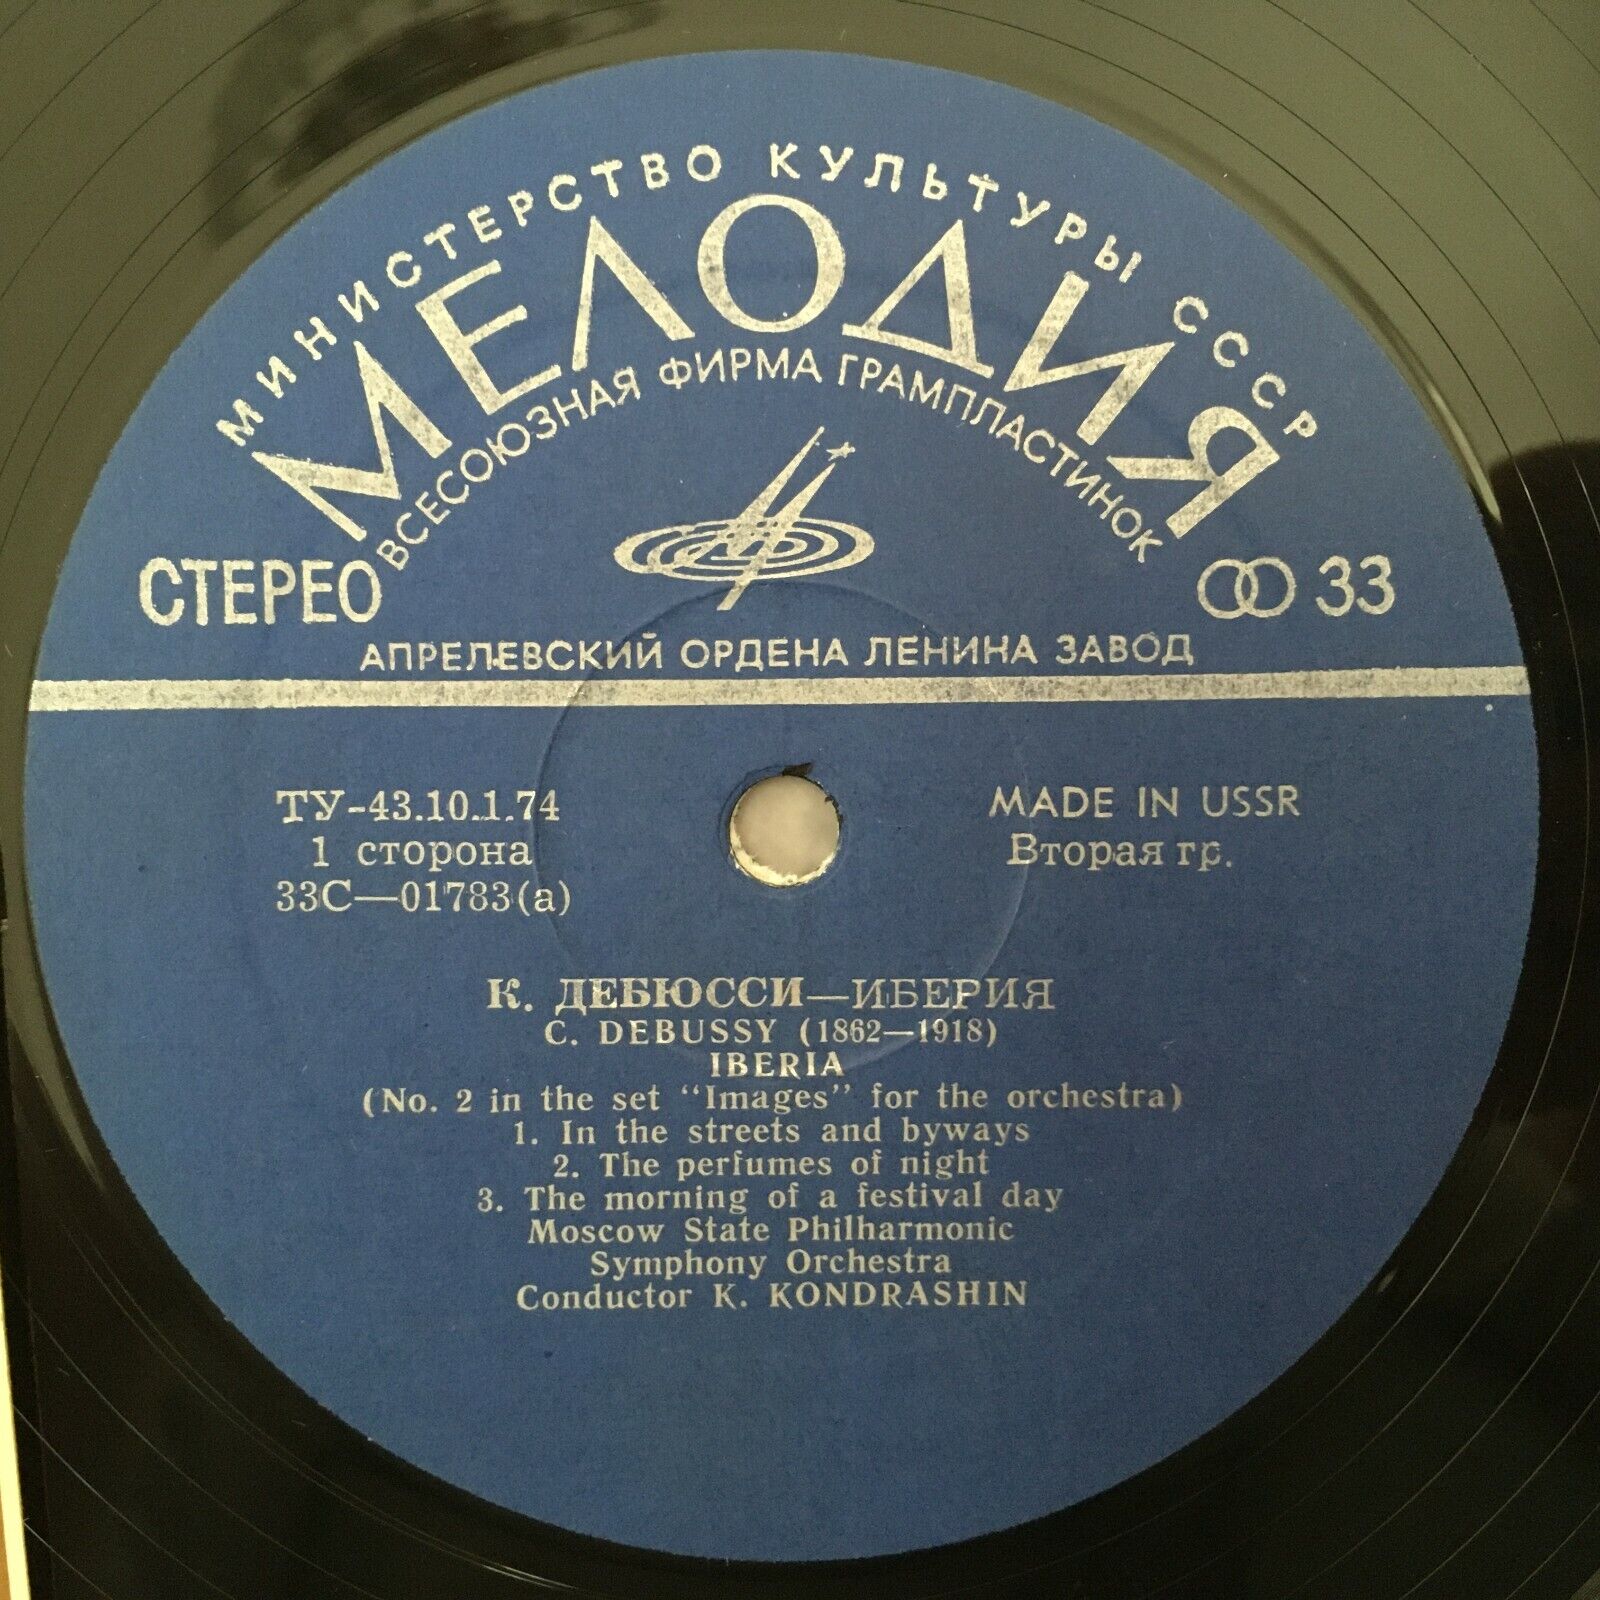 МИНИСТЕРСТВО КУЛЬТУРЫ СССР
МЕЛОДИЯ
ВСЕСОЮЗНАЯ ФИРМА ГРАМПЛАСТИНОК
СТЕРЕО
33
АПРЕЛЕВСКИЙ ОРДЕНА ЛЕНИНА ЗАВОД
ТУ-43.10.1.74
1 сторона
33С—01783(а)
MADE IN USSR
Вторая гр.
К. ДЕБЮССИ—ИБЕРИЯ
C. DEBUSSY (1862—1918)
IBERIA
(No. 2 in the set "Images" for the orchestra)
1. In the streets and byways
2. The perfumes of night
3. The morning of a festival day
Moscow State Philharmonic
Symphony Orchestra
Conductor K. KONDRASHIN